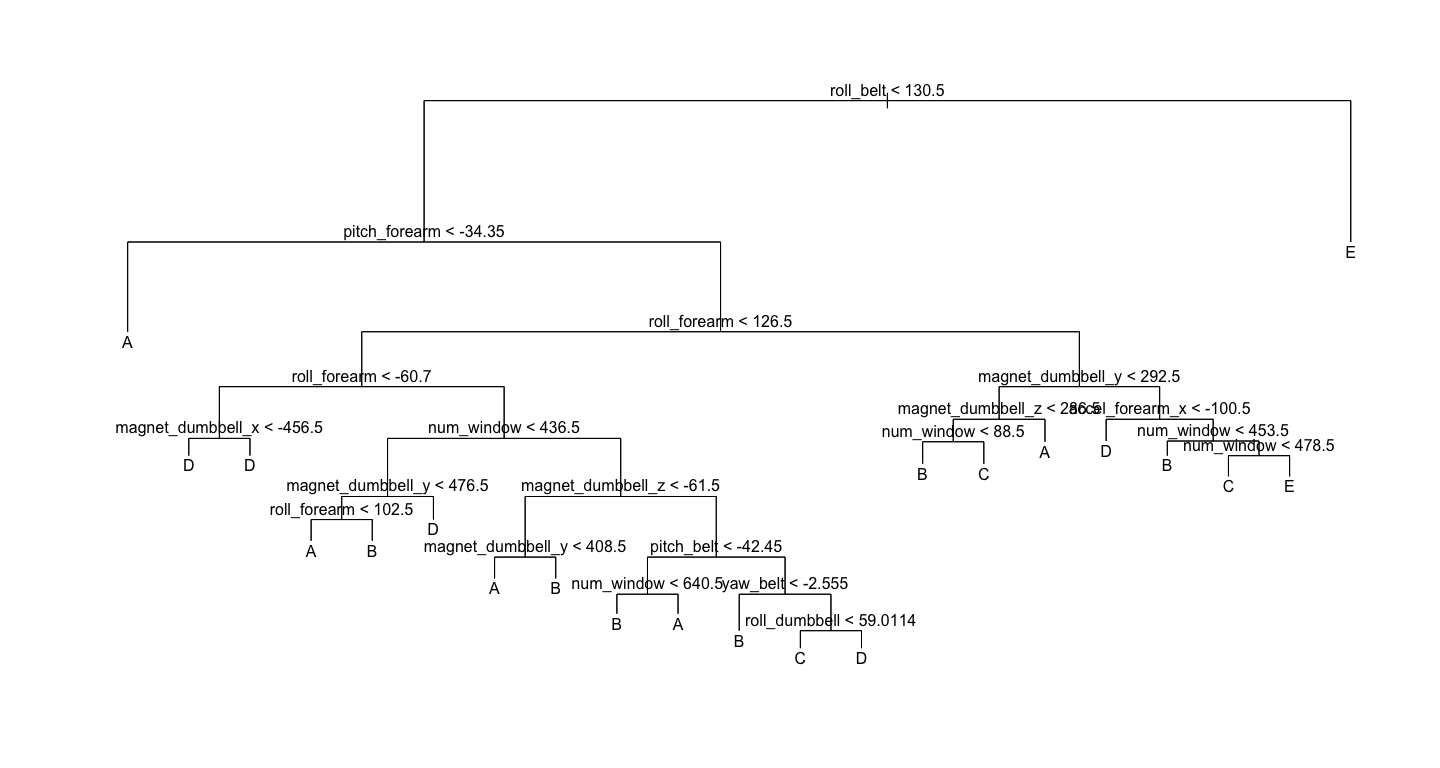 roll_belt < 130.5
pitch_forearm < -34.35
E
roll_forearm < 126.5
A
roll_forearm < -60.7
magnet_dumbbell_y < 292.5
magnet_dumbbell_z < 286.5
accel_forearm_x < -100.5
magnet_dumbbell_x < -456.5
num_window < 436.5
num_window < 88.5
num_window < 453.5
num_window < 478.5
A
D
D
D
B
B
C
C
E
magnet_dumbbell_y < 476.5
magnet_dumbbell_z < -61.5
roll_forearm < 102.5
D
A
B
magnet_dumbbell_y < 408.5
pitch_belt < -42.45
num_window < 640.5
yaw_belt < -2.555
A
B
roll_dumbbell < 59.0114
B
A
B
C
D